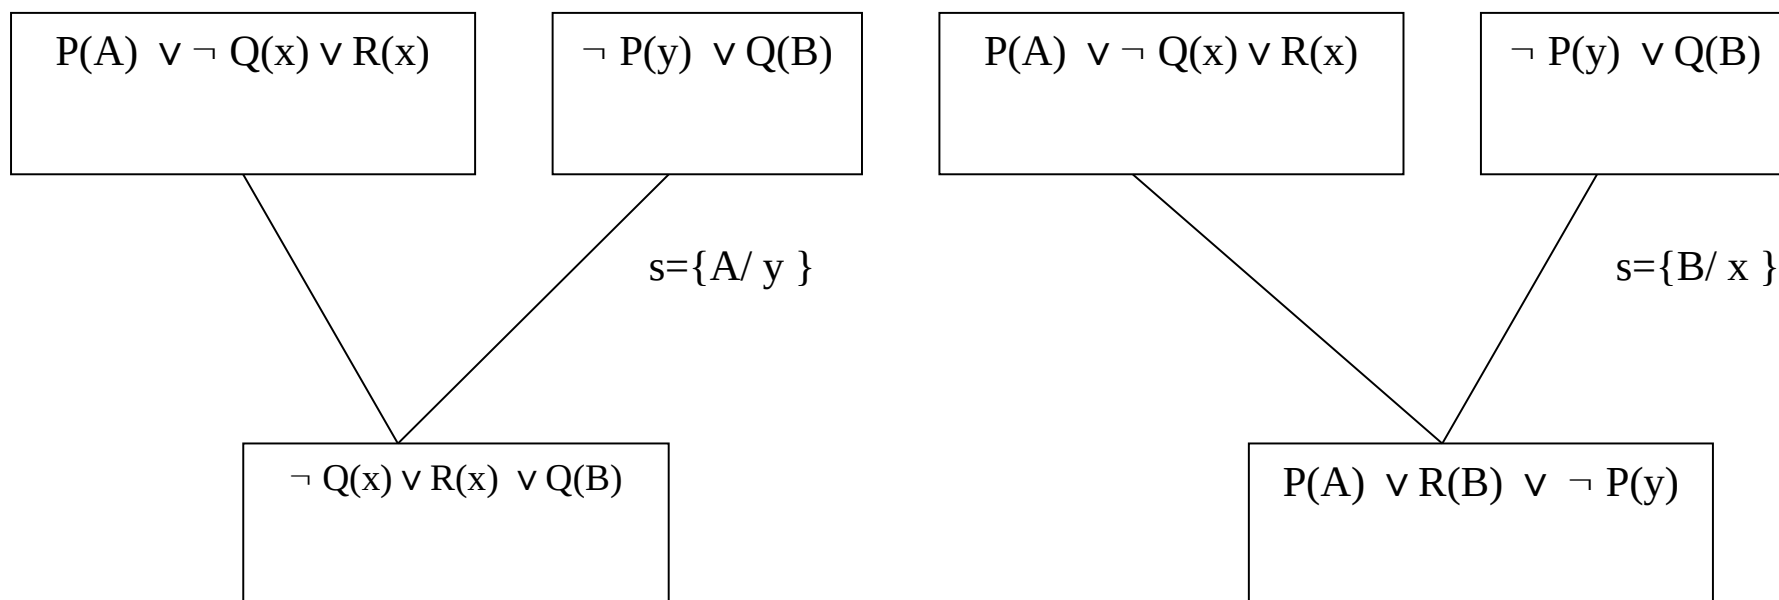 P(A) ∨ ¬ Q(x) ∨ R(x)
¬ P(y) ∨ Q(B)
P(A) ∨ ¬ Q(x) ∨ R(x)
¬ P(y) ∨ Q(B)
s={A/ y }
s={B/ x }
¬ Q(x) ∨ R(x) ∨ Q(B)
P(A) ∨ R(B) ∨ ¬ P(y)